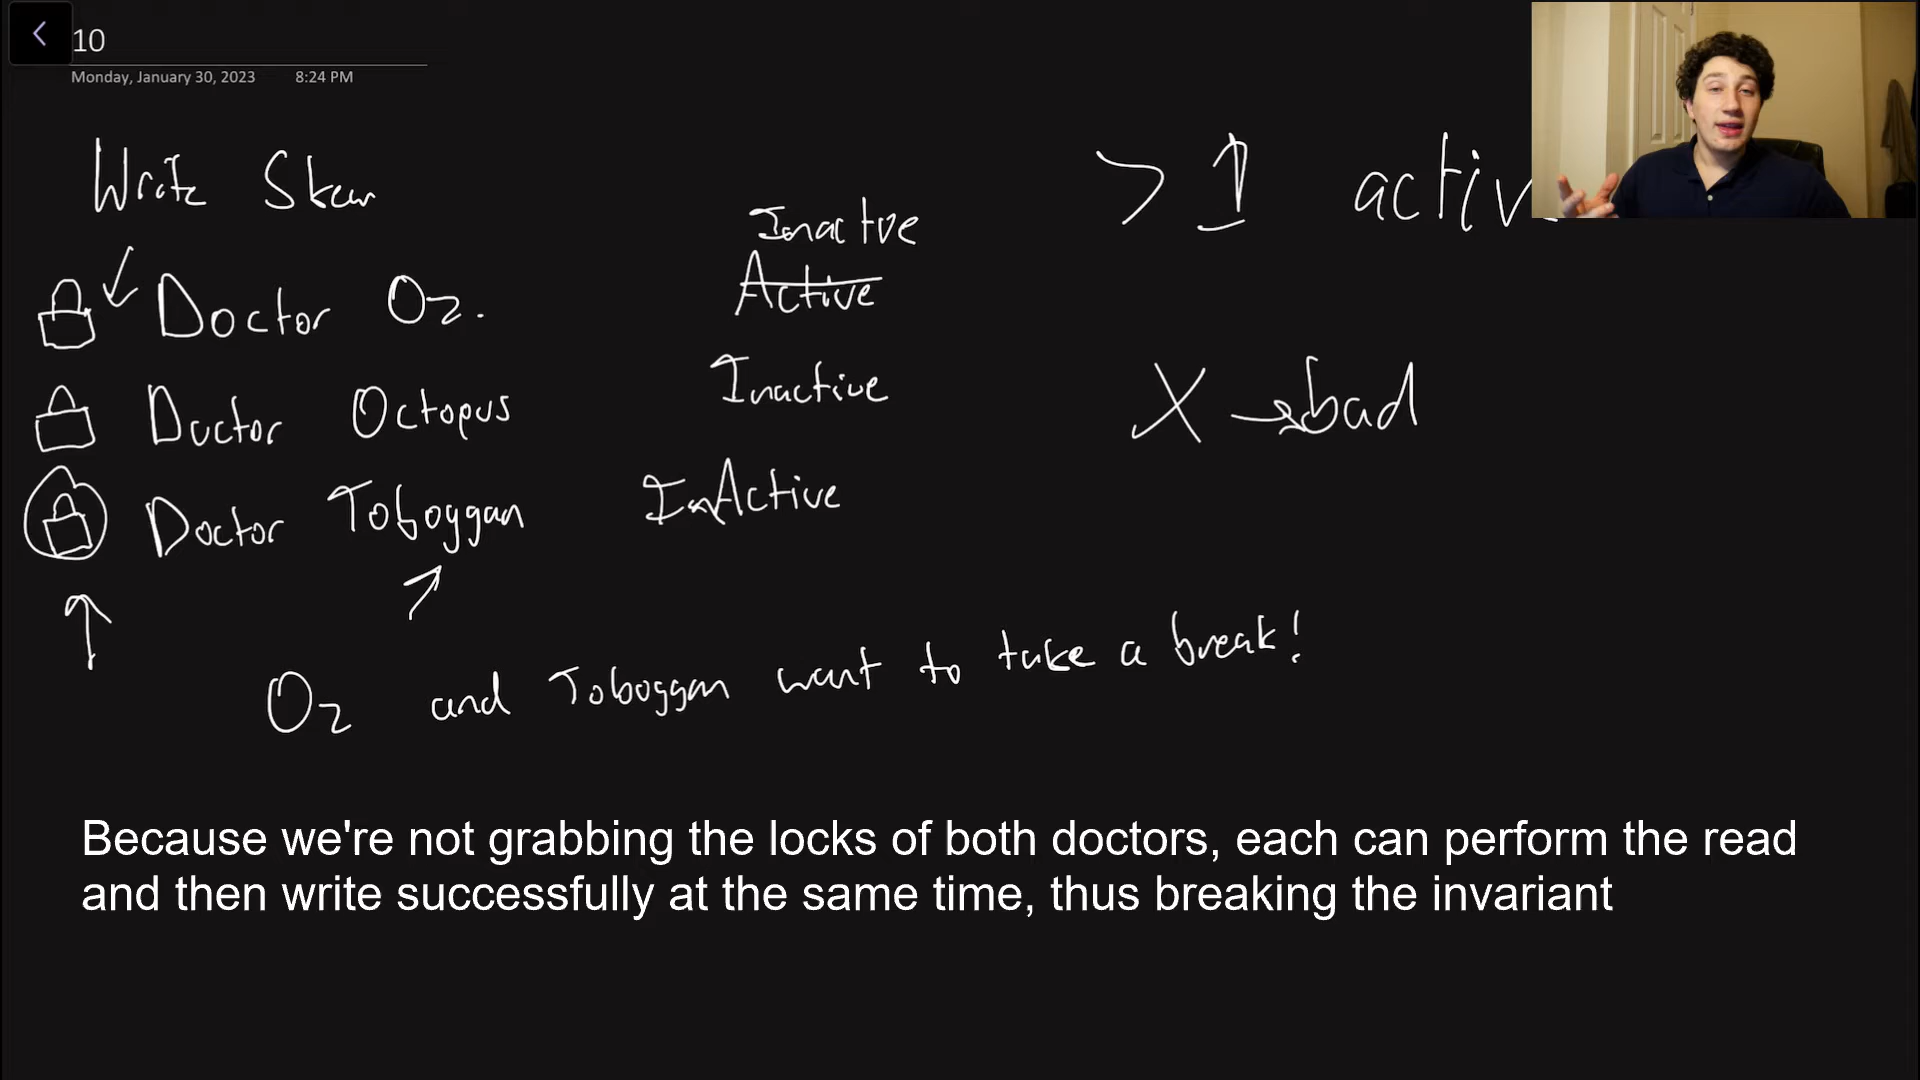 10
Monday, January 30, 2023 8:24 PM
Write Skew
> 1 activ
Inactive
Doctor Oz.
Active
Doctor Octopus
Inactive
X → bad
Doctor Toboggan
InActive
Oz and Toboggan want to take a break!
Because we're not grabbing the locks of both doctors, each can perform the read
and then write successfully at the same time, thus breaking the invariant